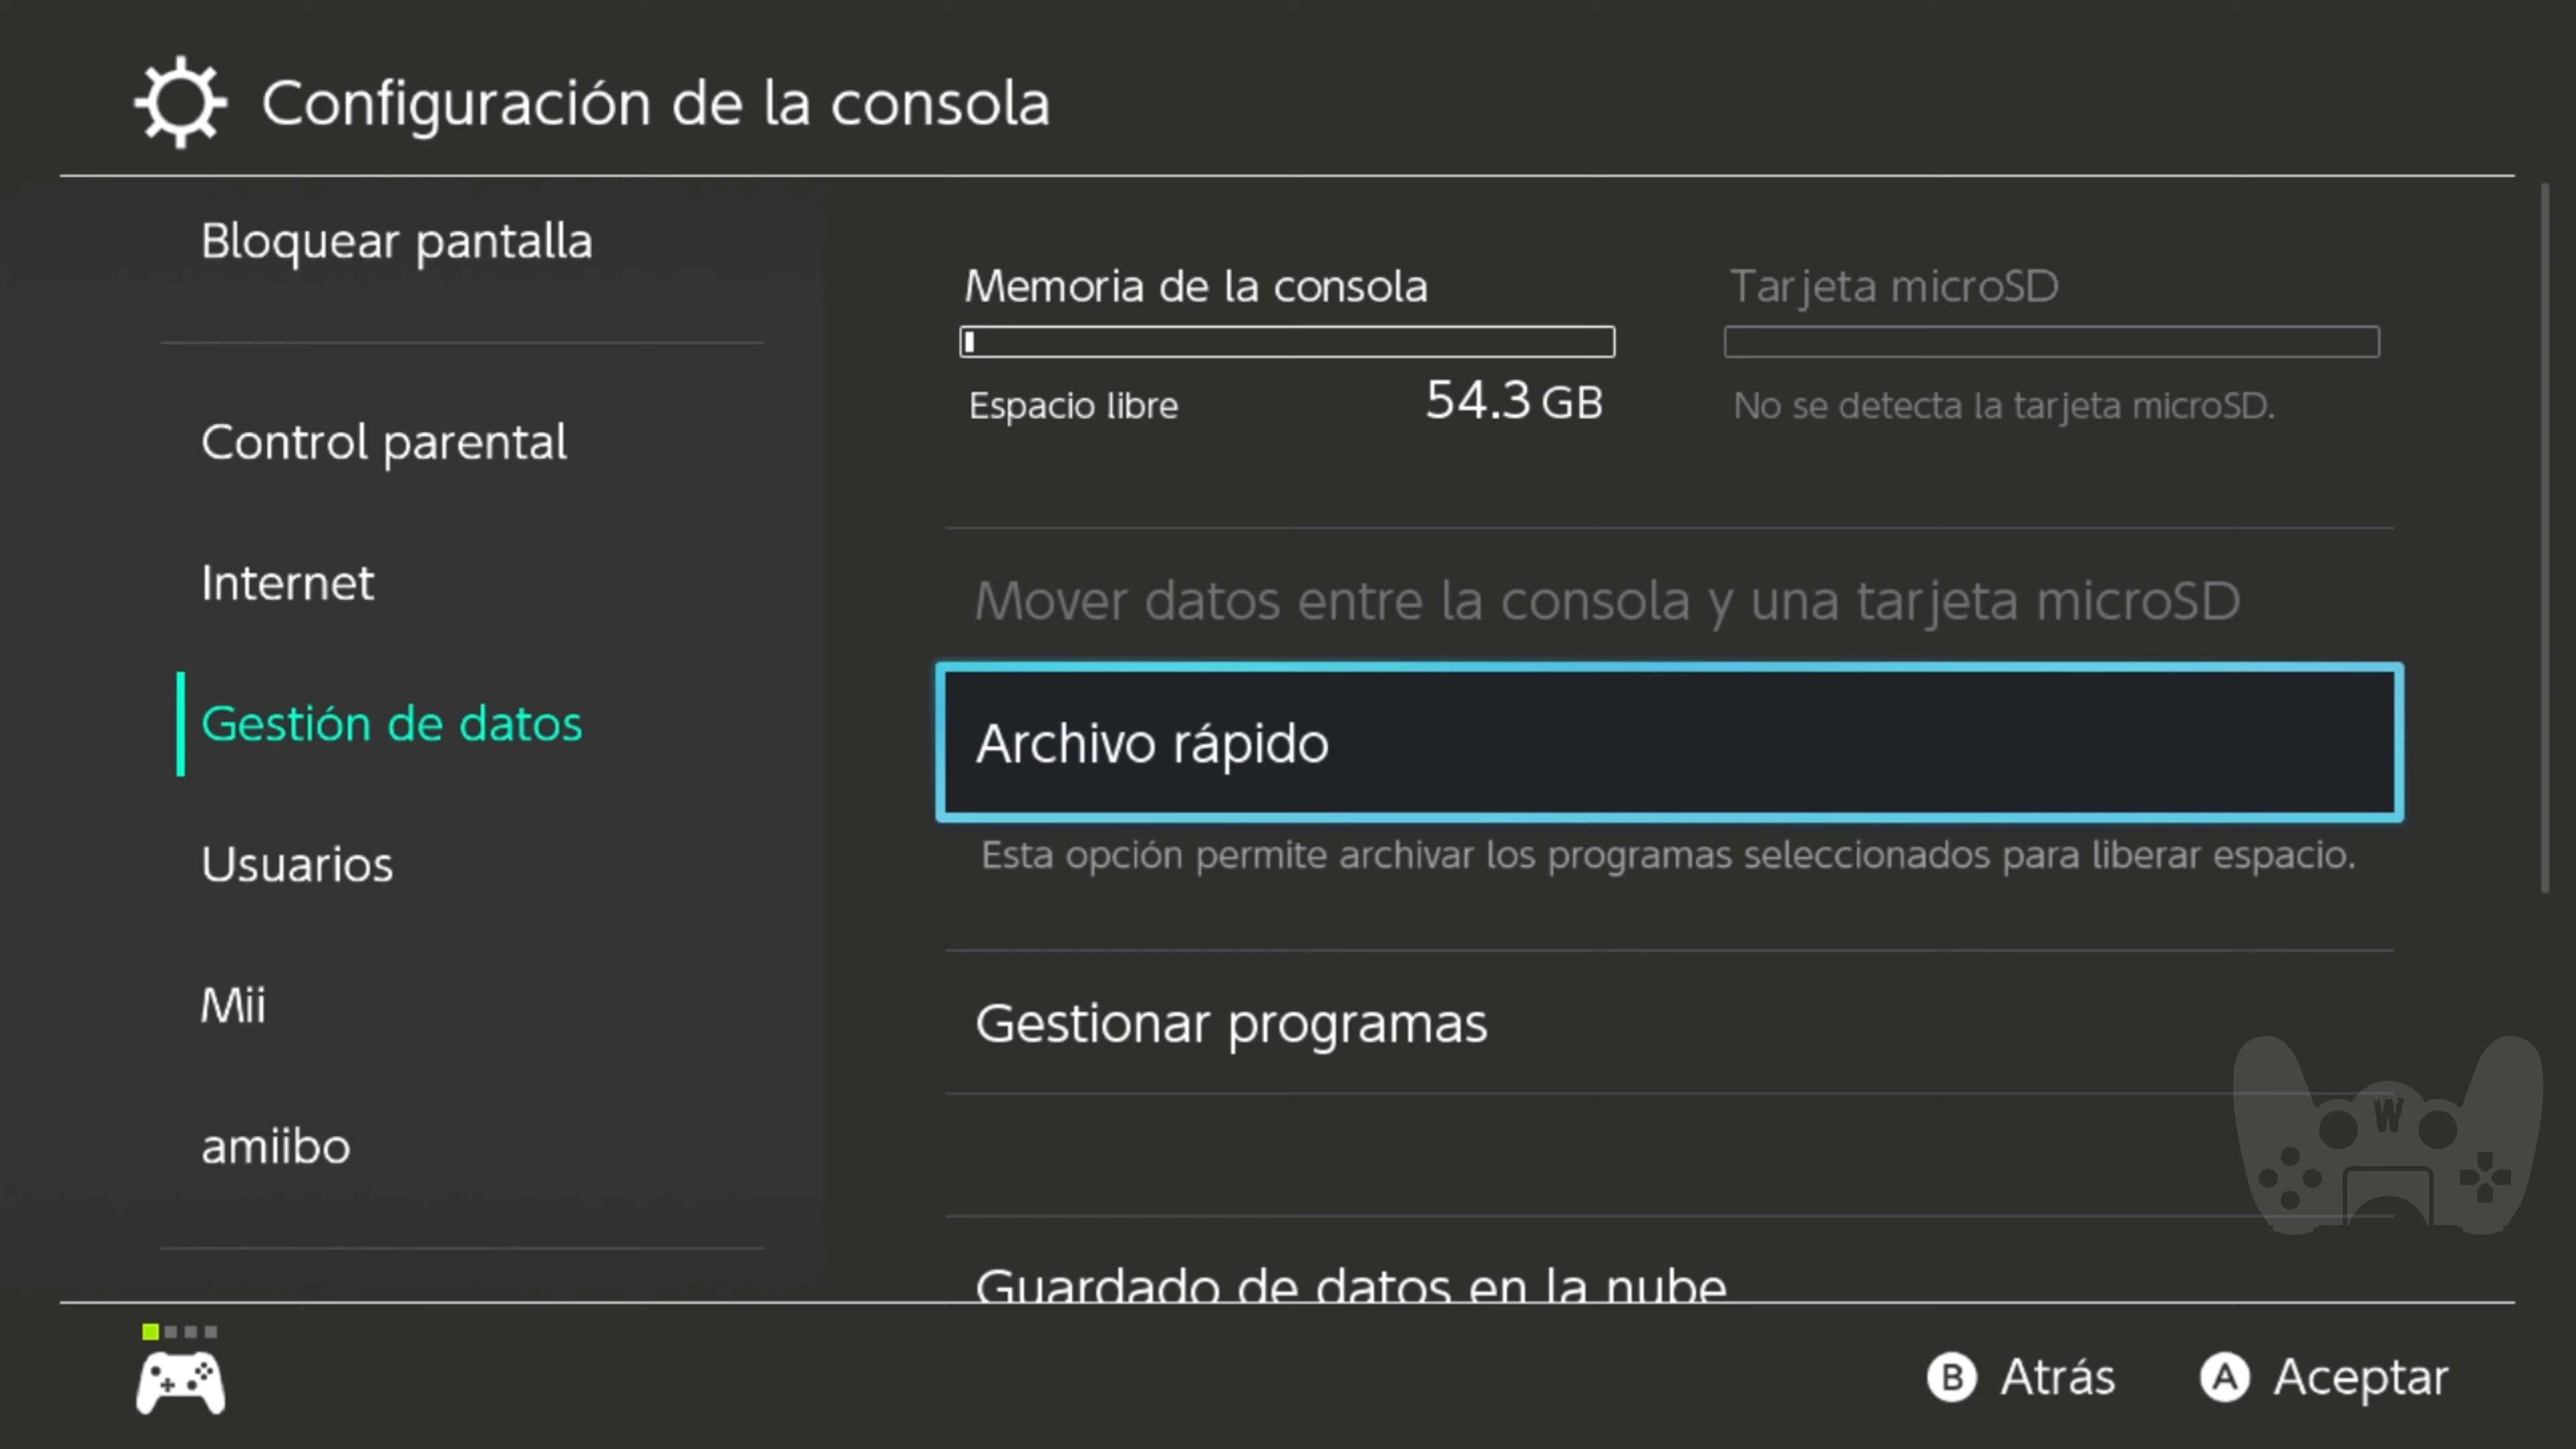 Configuración de la consola
Bloquear pantalla
Control parental
Internet
Gestión de datos
Usuarios
Mii
amiibo
Memoria de la consola
Espacio libre 54.3 GB
Tarjeta microSD
No se detecta la tarjeta microSD.
Mover datos entre la consola y una tarjeta microSD
Archivo rápido
Esta opción permite archivar los programas seleccionados para liberar espacio.
Gestionar programas
W
Guardado de datos en la nube
B Atrás
A Aceptar